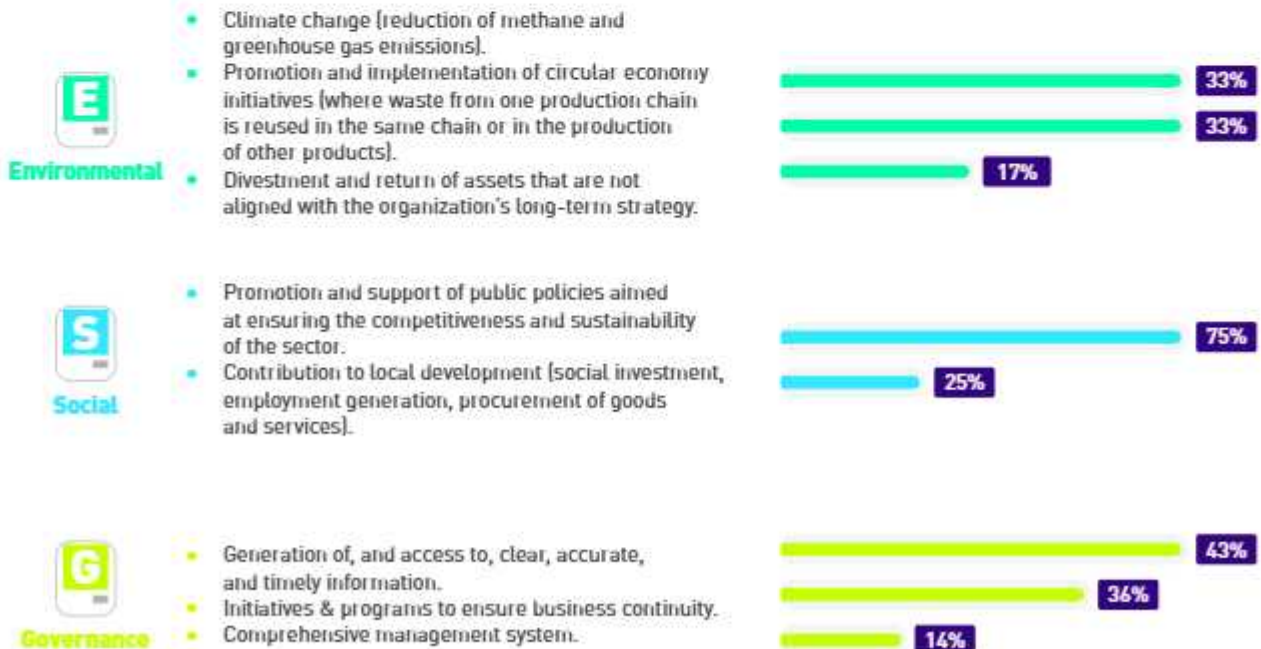 • Climate change (reduction of methane and
greenhouse gas emissions).
• Promotion and implementation of circular economy
initiatives (where waste from one production chain
is reused in the same chain or in the production
of other products).
• Divestment and return of assets that are not
aligned with the organization's long-term strategy.
E
Environmental
33%
33%
17%
• Promotion and support of public policies aimed
at ensuring the competitiveness and sustainability
of the sector.
• Contribution to local development (social investment,
employment generation, procurement of goods
and services).
S
Social
75%
25%
• Generation of, and access to, clear, accurate,
and timely information.
• Initiatives & programs to ensure business continuity.
• Comprehensive management system.
G
Governance
43%
36%
14%